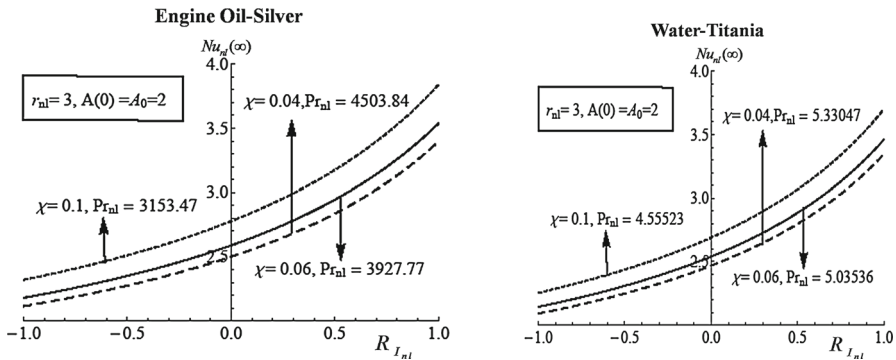 Engine Oil-Silver
Nu_nl(∞)
4.0
r_nl= 3, A(0) =A_0=2
χ= 0.04,Pr_nl = 4503.84
3.5
χ= 0.1, Pr_nl = 3153.47
3.0
2.5
χ= 0.06, Pr_nl = 3927.77
−1.0 −0.5 0.0 0.5 1.0
R_I_nl
Water-Titania
Nu_nl(∞)
4.0
r_nl= 3, A(0) =A_0=2
χ= 0.04,Pr_nl = 5.33047
3.5
3.0
χ= 0.1, Pr_nl = 4.55523
2.5
χ= 0.06, Pr_nl = 5.03536
−1.0 −0.5 0.0 0.5 1.0
R_I_nl